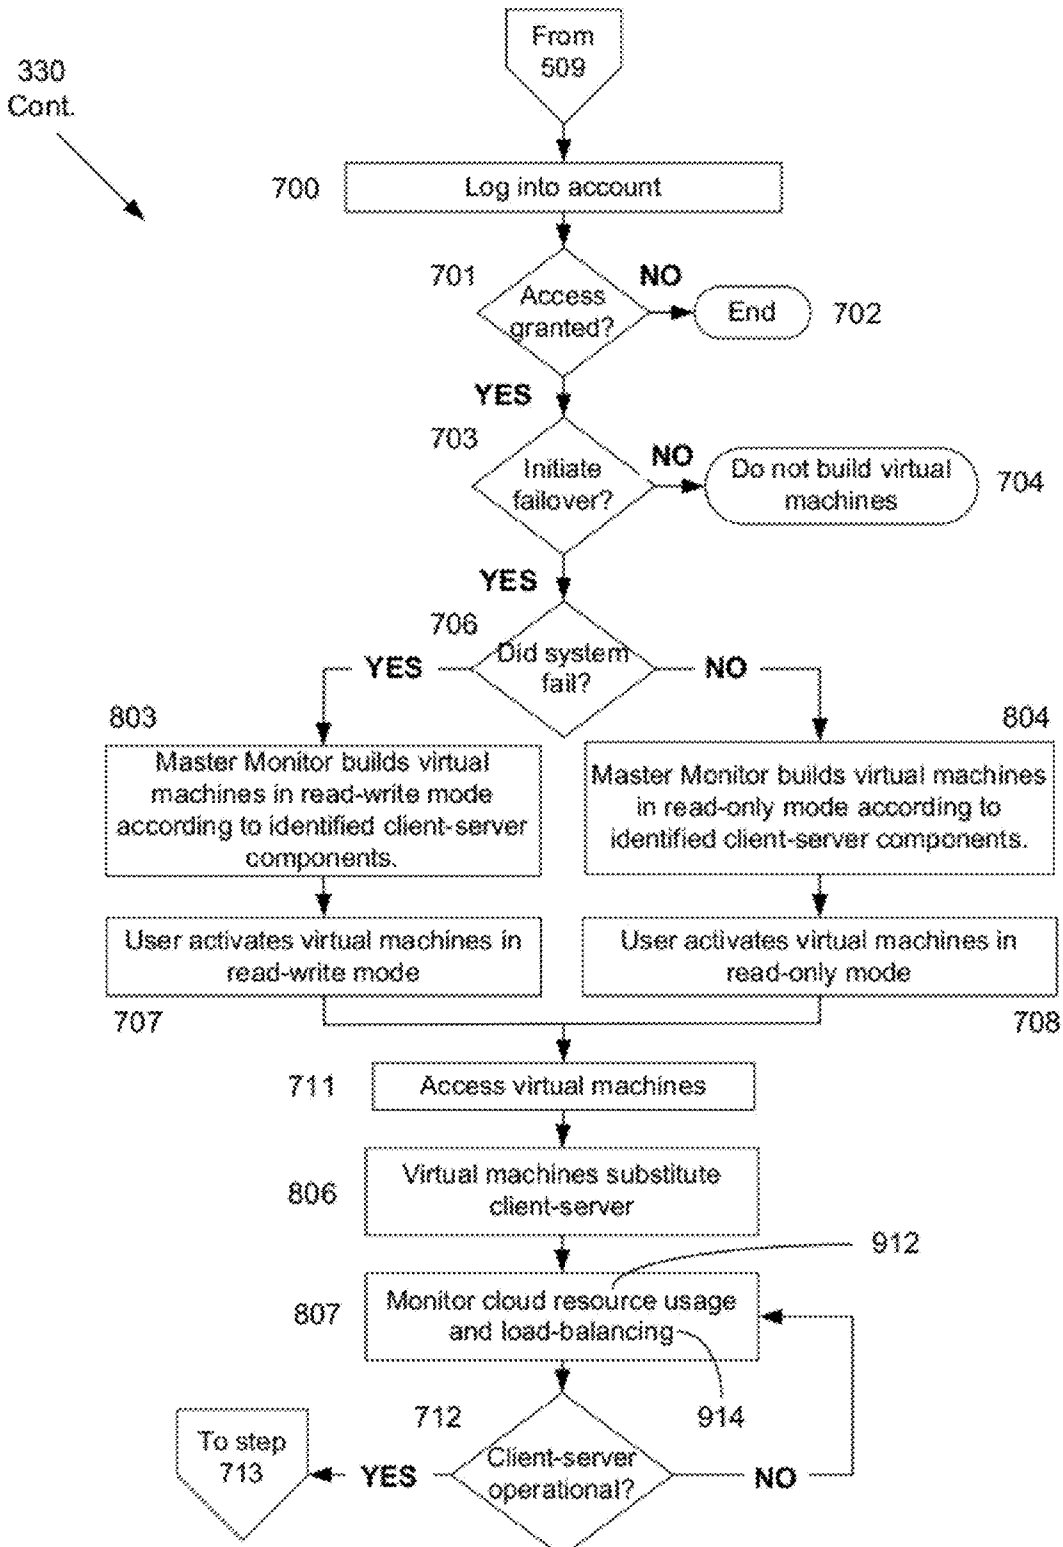 From
509
330
Cont.
700
Log into account
701
NO
Access
granted?
End
702
YES
703
NO
Initiate
failover?
Do not build virtual
machines
704
YES
706
Did system
fail?
YES
NO
803
804
Master Monitor builds virtual
machines in read-write mode
according to identified client-server
components.
Master Monitor builds virtual machines
in read-only mode according to
identified client-server components.
User activates virtual machines in
read-write mode
User activates virtual machines in
read-only mode
707
708
711
Access virtual machines
806
Virtual machines substitute
client-server
912
807
Monitor cloud resource usage
and load-balancing
914
712
To step
713
YES
Client-server
operational?
NO